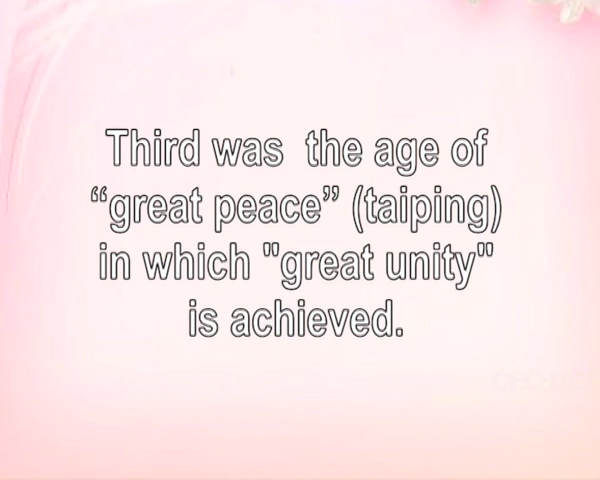 Third was  the age of
“great peace” (taiping)
in which "great unity"
is achieved.